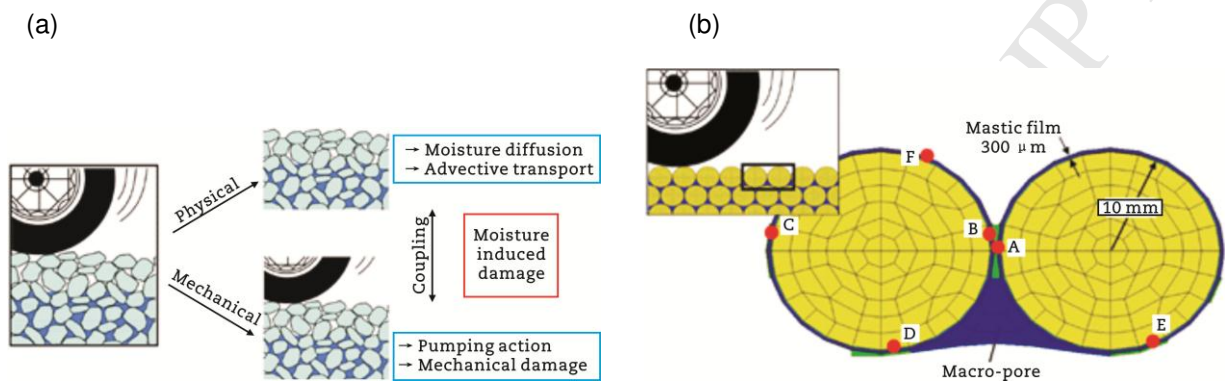 (a)
(b)
Physical
Mechanical
→ Moisture diffusion
→ Advective transport
Coupling
Moisture
induced
damage
→ Pumping action
→ Mechanical damage
Mastic film
300 μm
10 mm
F
C
B
A
D
E
Macro-pore